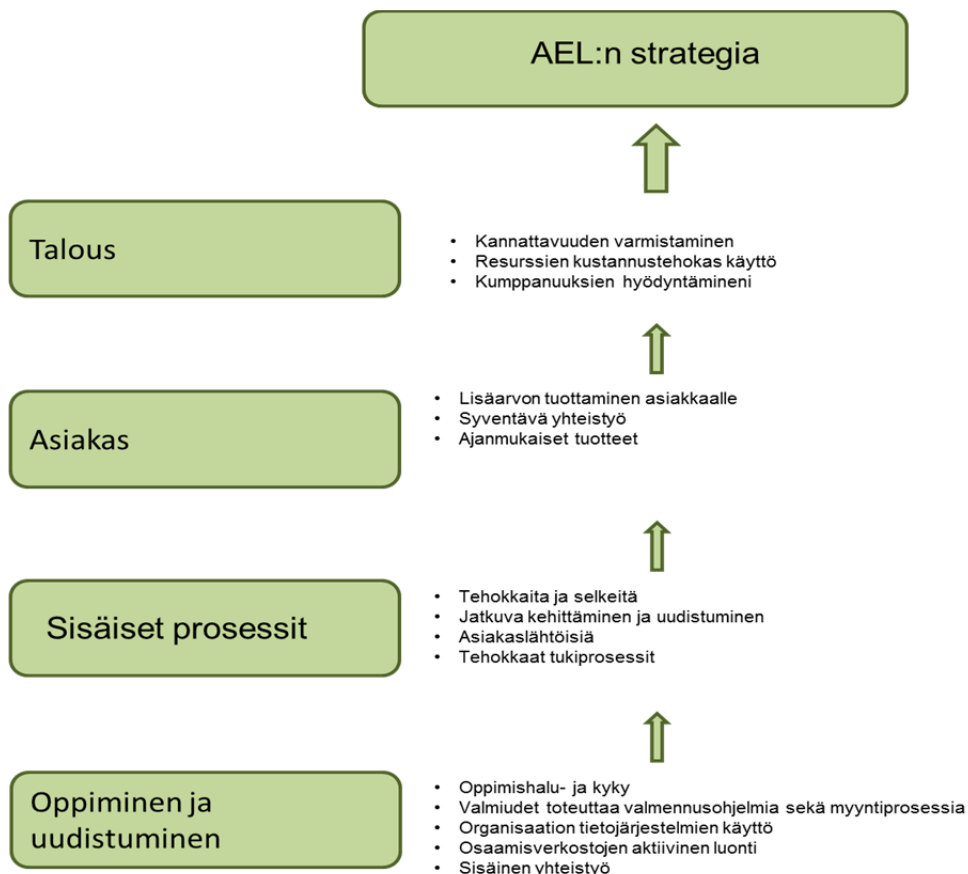 AEL:n strategia
Talous
• Kannattavuuden varmistaminen
• Resurssien kustannustehokas käyttö
• Kumppanuuksien hyödyntämineni
Asiakas
• Lisäarvon tuottaminen asiakkaalle
• Syventävä yhteistyö
• Ajanmukaiset tuotteet
Sisäiset prosessit
• Tehokkaita ja selkeitä
• Jatkuva kehittäminen ja uudistuminen
• Asiakaslähtöisiä
• Tehokkaat tukiprosessit
Oppiminen ja
uudistuminen
• Oppimishalu- ja kyky
• Valmiudet toteuttaa valmennusohjelmia sekä myyntiprosessia
• Organisaation tietojärjestelmien käyttö
• Osaamisverkostojen aktiivinen luonti
• Sisäinen yhteistyö